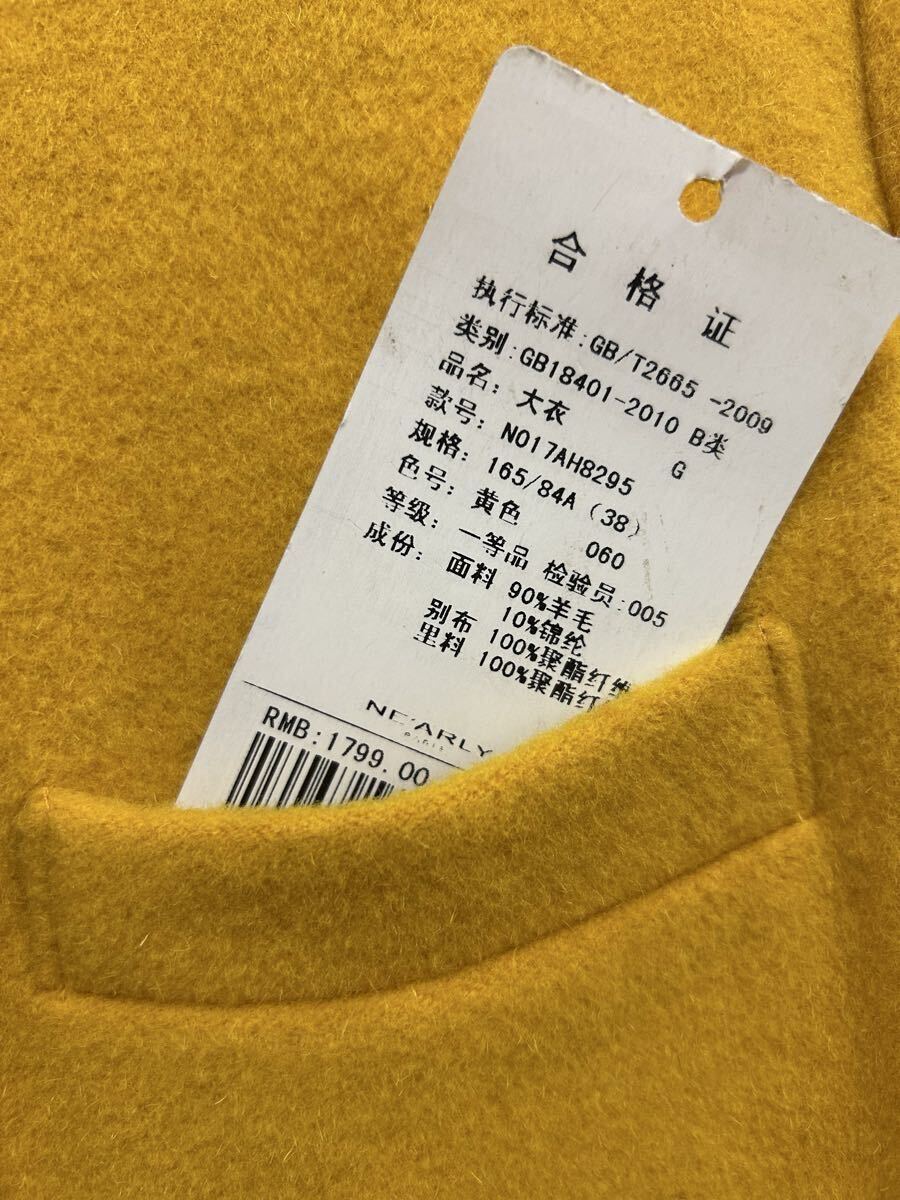 合格证
执行标准:GB/T2665 -2009
类别:GB18401-2010 B类
品名: 大衣 G
款号: N017AH8295
规格: 165/84A (38)
色号: 黄色 060
等级: 一等品 检验员:005
成份: 面料 90%羊毛
10%锦纶
别布 100%聚酯纤维
里料 100%聚酯纤
NE'ARLY
PARIS
RMB:1799.00